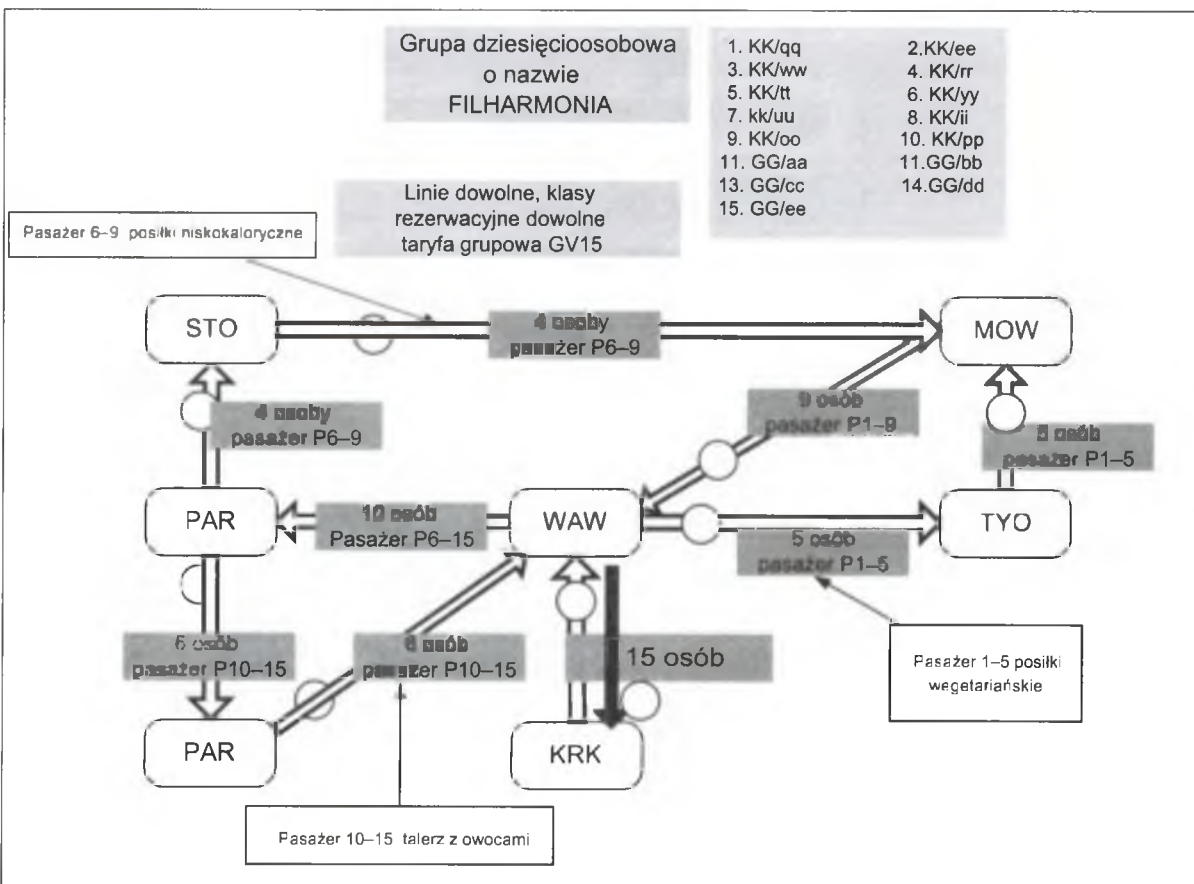 Grupa dziesięcioosobowa
o nazwie
FILHARMONIA
1. KK/qq 2.KK/ee
3. KK/ww 4. KK/rr
5. KK/tt 6. KK/yy
7. kk/uu 8. KK/ii
9. KK/oo 10. KK/pp
11. GG/aa 11.GG/bb
13. GG/cc 14.GG/dd
15. GG/ee
Linie dowolne, klasy
rezerwacyjne dowolne
taryfa grupowa GV15
Pasażer 6–9 posiłki niskokaloryczne
STO
4 osoby
pasażer P6–9
MOW
4 osoby
pasażer P6–9
9 osób
pasażer P1–9
5 osób
pasażer P1–5
PAR
10 osób
Pasażer P6–15
WAW
TYO
5 osób
pasażer P1–5
6 osób
pasażer P10–15
6 osób
pasażer P10–15
15 osób
Pasażer 1–5 posiłki
wegetariańskie
PAR
KRK
Pasażer 10–15 talerz z owocami